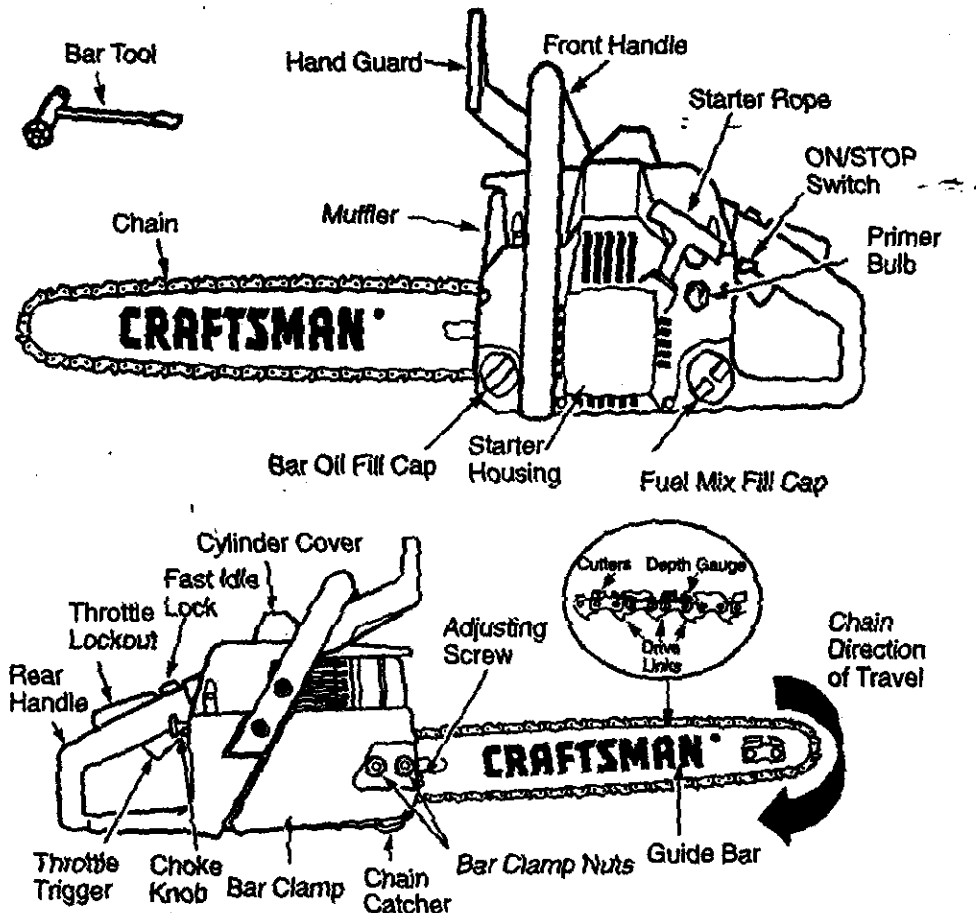 Bar Tool
Hand Guard
Front Handle
Starter Rope
ON/STOP
Switch
Muffler
Chain
Primer
Bulb
CRAFTSMAN
Bar Oil Fill Cap
Starter
Housing
Fuel Mix Fill Cap
Cylinder Cover
Fast Idle
Lock
Throttle
Lockout
Rear
Handle
Adjusting
Screw
Cutters
Depth Gauge
Drive
Links
Chain
Direction
of Travel
CRAFTSMAN
Throttle
Trigger
Choke
Knob
Bar Clamp
Chain
Catcher
Bar Clamp Nuts
Guide Bar